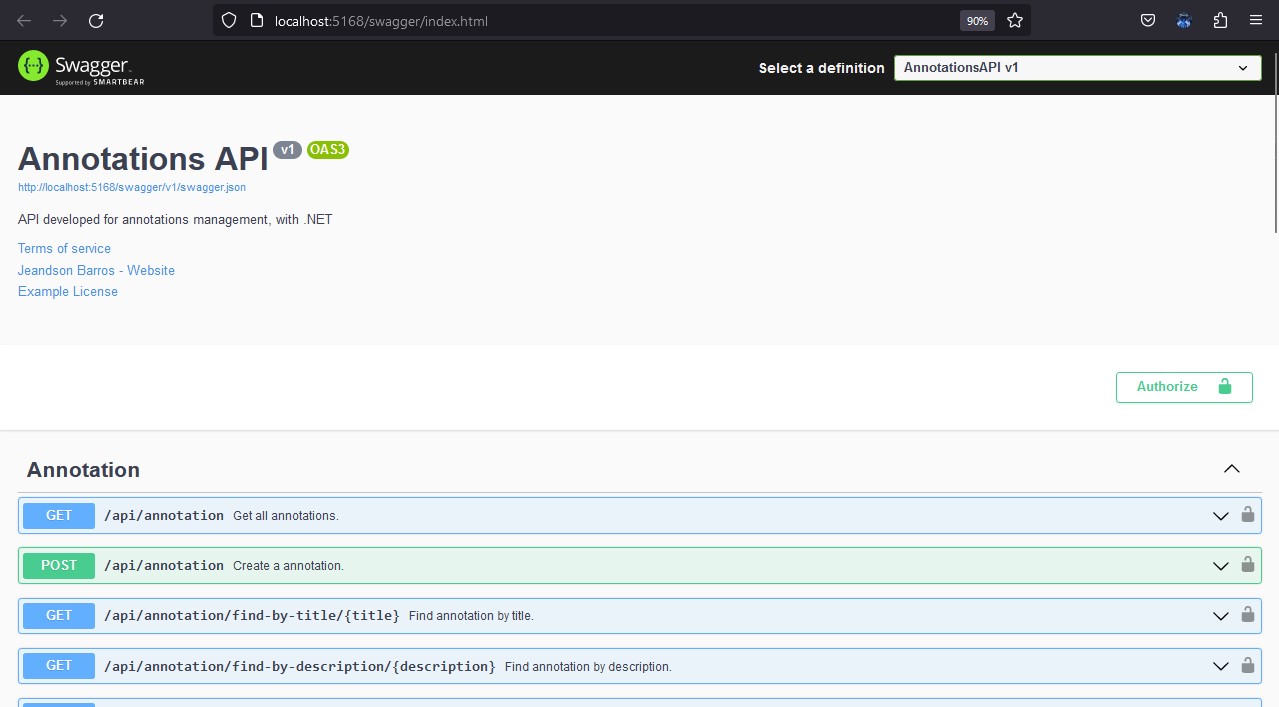 localhost:5168/swagger/index.html
90%
Swagger.
Supported by SMARTBEAR
Select a definition
AnnotationsAPI v1
Annotations API v1 OAS3
http://localhost:5168/swagger/v1/swagger.json
API developed for annotations management, with .NET
Terms of service
Jeandson Barros - Website
Example License
Authorize
Annotation
GET /api/annotation Get all annotations.
POST /api/annotation Create a annotation.
GET /api/annotation/find-by-title/{title} Find annotation by title.
GET /api/annotation/find-by-description/{description} Find annotation by description.